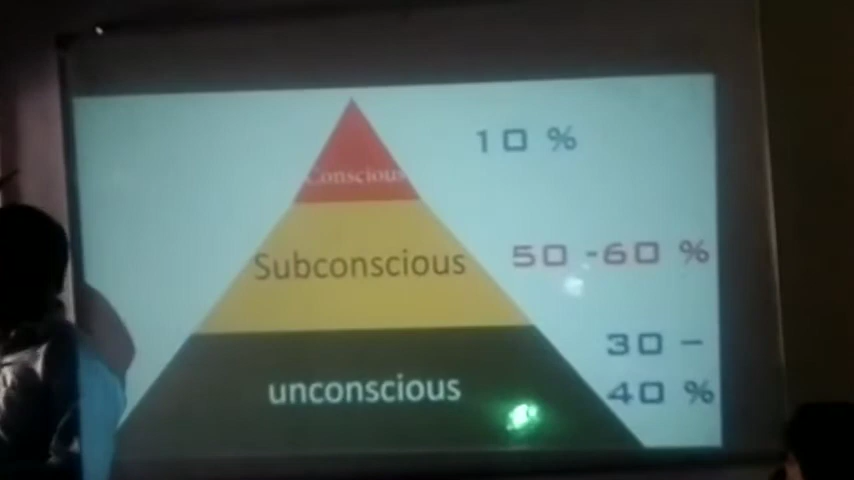 Conscious
10 %
Subconscious
50 -60 %
unconscious
30 –
40 %